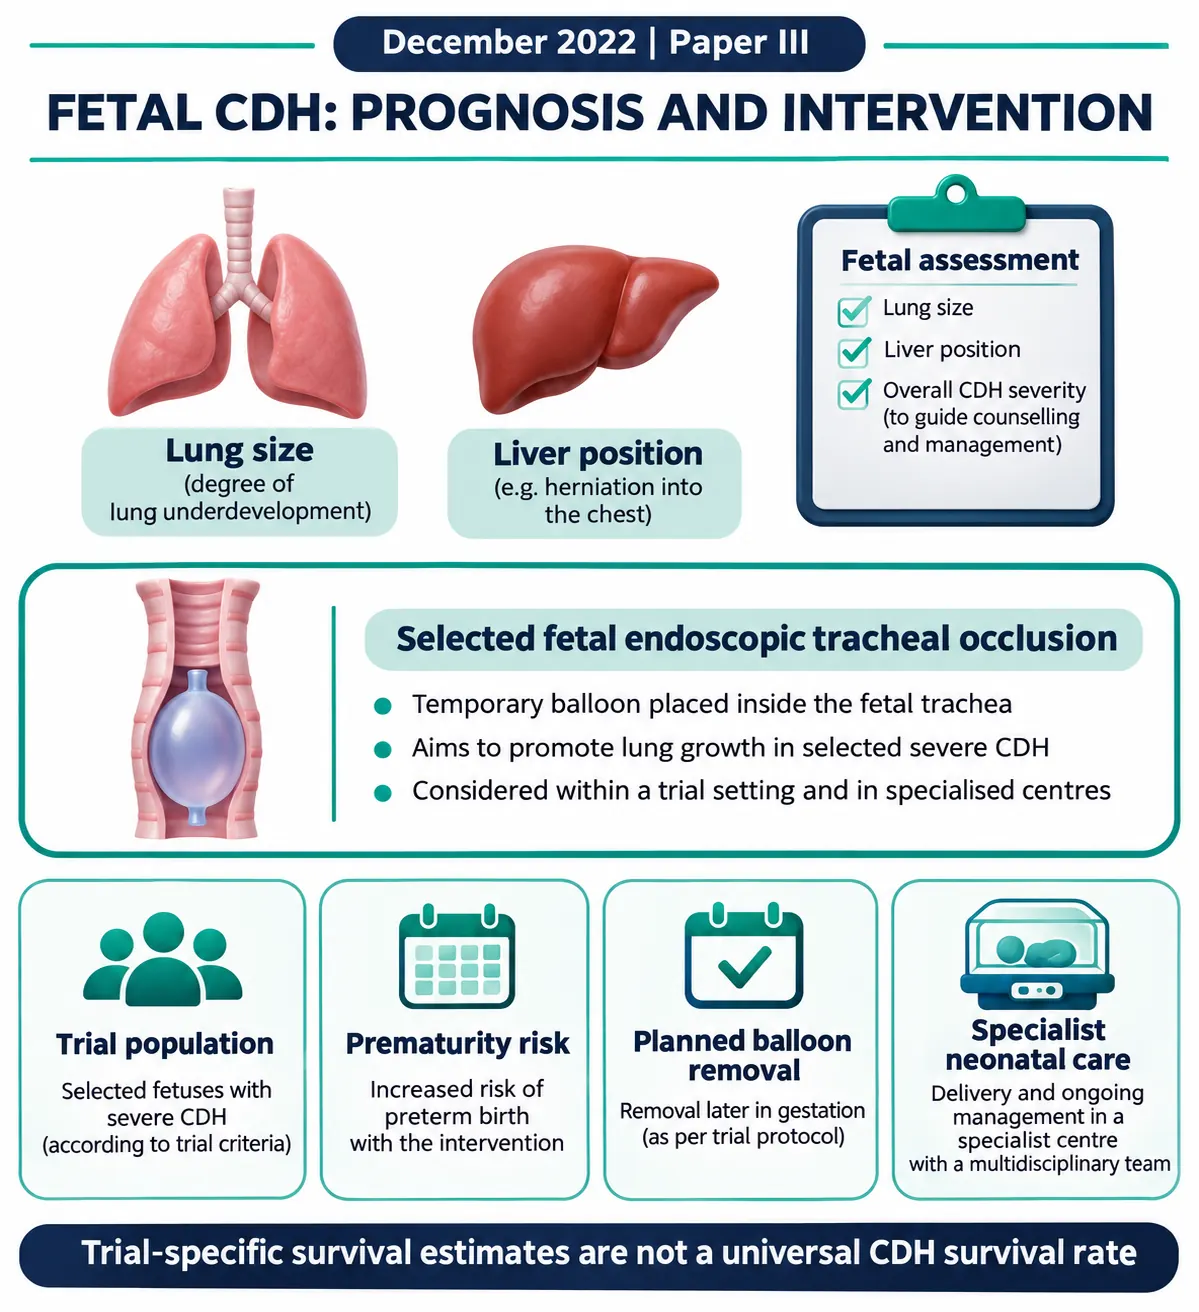 December 2022 | Paper III
FETAL CDH: PROGNOSIS AND INTERVENTION
Lung size
(degree of
lung underdevelopment)
Liver position
(e.g. herniation into
the chest)
Fetal assessment
Lung size
Liver position
Overall CDH severity
(to guide counselling
and management)
Selected fetal endoscopic tracheal occlusion
Temporary balloon placed inside the fetal trachea
Aims to promote lung growth in selected severe CDH
Considered within a trial setting and in specialised centres
Trial population
Selected fetuses with
severe CDH
(according to trial criteria)
Prematurity risk
Increased risk of
preterm birth
with the intervention
Planned balloon
removal
Removal later in gestation
(as per trial protocol)
Specialist
neonatal care
Delivery and ongoing
management in a
specialist centre
with a multidisciplinary team
Trial-specific survival estimates are not a universal CDH survival rate